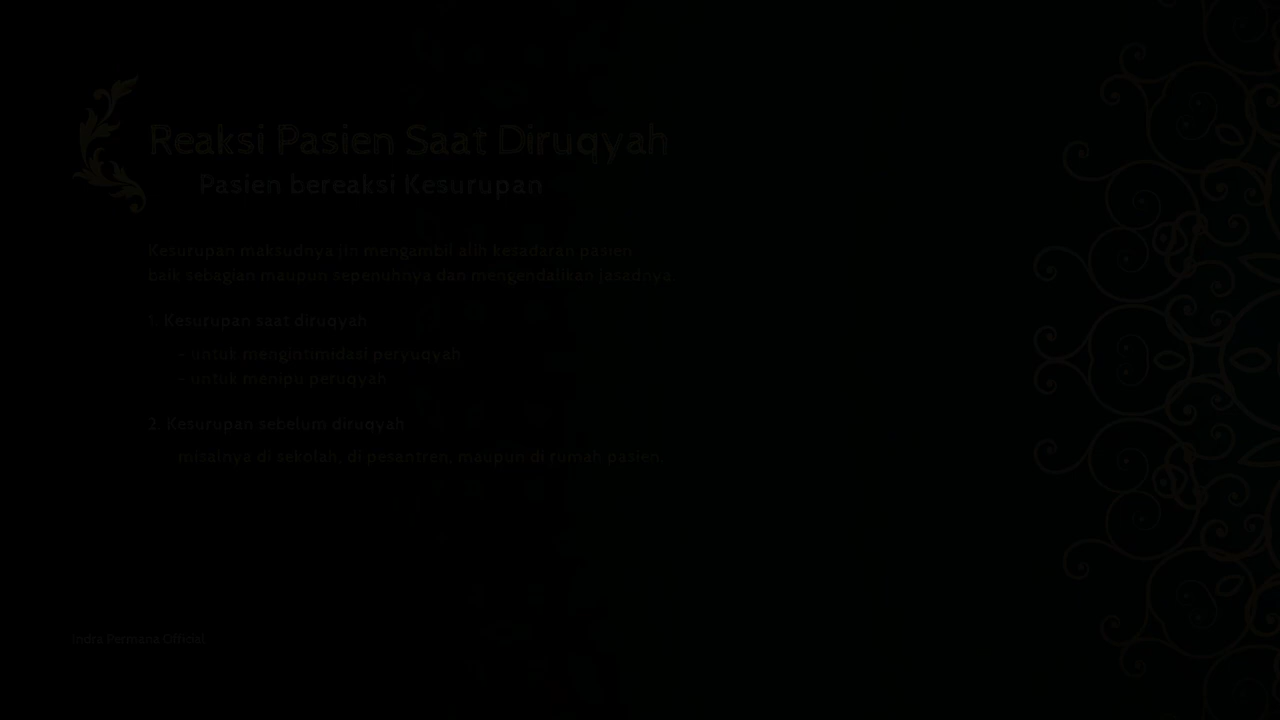 Reaksi Pasien Saat Diruqyah
Pasien bereaksi Kesurupan
Kesurupan maksudnya jin mengambil alih kesadaran pasien
baik sebagian maupun sepenuhnya dan mengendalikan jasadnya
1. Kesurupan saat diruqyah
- untuk mengintimidasi peryuqyah
- untuk menipu peruqyah
2. Kesurupan sebelum diruqyah
misalnya di sekolah, di pesantren, maupun di rumah pasien.
Indra Permana Official